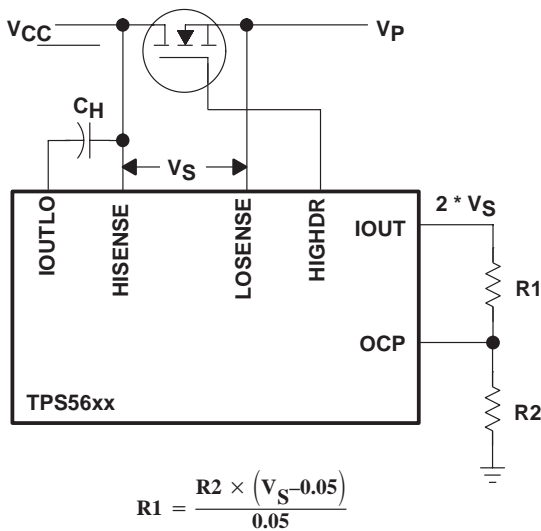 VCC
VP
CH
VS
IOUTLO
HISENSE
LOSENSE
HIGHDR
IOUT
2 * VS
R1
OCP
R2
TPS56xx
R1 = R2 × (VS–0.05) / 0.05